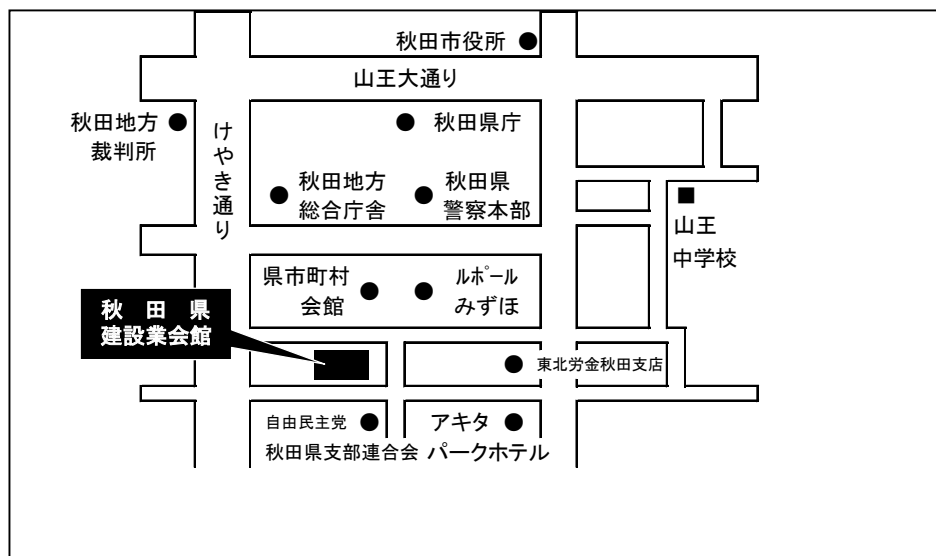 秋田市役所
山王大通り
秋田地方
裁判所
けやき通り
秋田県庁
秋田地方
総合庁舎
秋田県
警察本部
山王
中学校
県市町村
会館
ﾙﾎﾟｰﾙ
みずほ
秋 田 県
建設業会館
東北労金秋田支店
自由民主党
秋田県支部連合会
アキタ
パークホテル